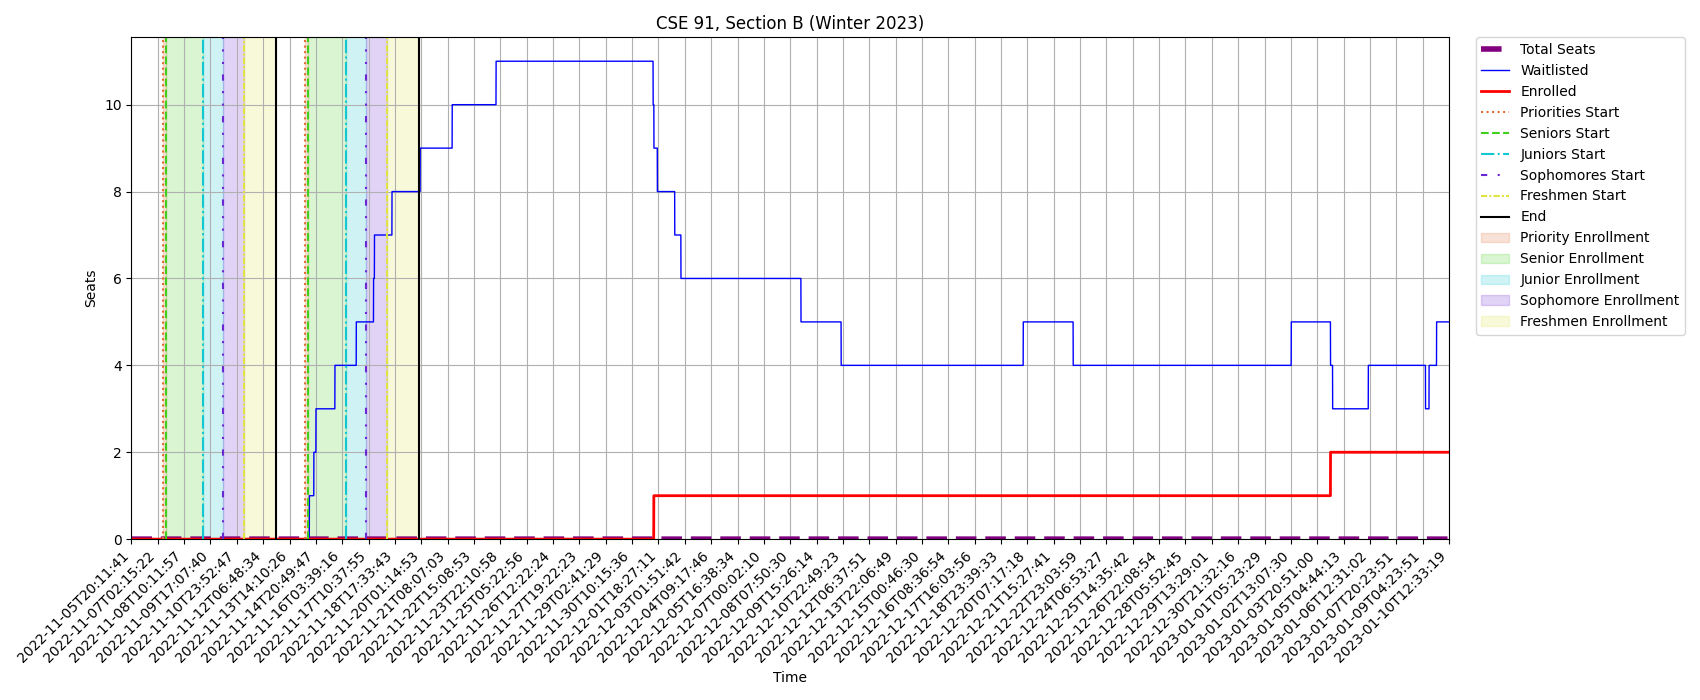 CSE 91, Section B (Winter 2023)
Seats
10
8
6
4
2
0
2022-11-05T20:11:41
2022-11-07T02:15:22
2022-11-08T10:11:57
2022-11-09T17:07:40
2022-11-10T23:52:47
2022-11-12T06:48:34
2022-11-13T14:10:26
2022-11-14T20:49:47
2022-11-16T03:39:16
2022-11-17T10:37:55
2022-11-18T17:33:43
2022-11-20T01:14:53
2022-11-21T08:07:03
2022-11-22T15:08:53
2022-11-25T05:10:58
2022-11-26T12:22:56
2022-11-27T19:22:23
2022-11-29T02:41:29
2022-11-30T10:15:36
2022-12-01T18:27:11
2022-12-03T01:51:42
2022-12-04T09:17:46
2022-12-05T16:38:34
2022-12-07T00:02:10
2022-12-08T07:50:30
2022-12-09T15:26:14
2022-12-10T22:49:23
2022-12-12T06:37:51
2022-12-13T22:06:49
2022-12-15T00:46:30
2022-12-16T08:36:54
2022-12-17T16:03:56
2022-12-18T23:39:33
2022-12-20T07:17:18
2022-12-21T15:27:41
2022-12-22T23:03:59
2022-12-24T06:53:27
2022-12-25T14:35:42
2022-12-26T22:08:54
2022-12-28T05:52:45
2022-12-29T13:29:01
2022-12-30T21:32:16
2023-01-01T05:23:29
2023-01-02T13:07:30
2023-01-03T20:51:00
2023-01-05T04:44:13
2023-01-06T12:31:02
2023-01-07T20:23:51
2023-01-09T04:23:51
2023-01-10T12:33:19
Time
Total Seats
Waitlisted
Enrolled
Priorities Start
Seniors Start
Juniors Start
Sophomores Start
Freshmen Start
End
Priority Enrollment
Senior Enrollment
Junior Enrollment
Sophomore Enrollment
Freshmen Enrollment